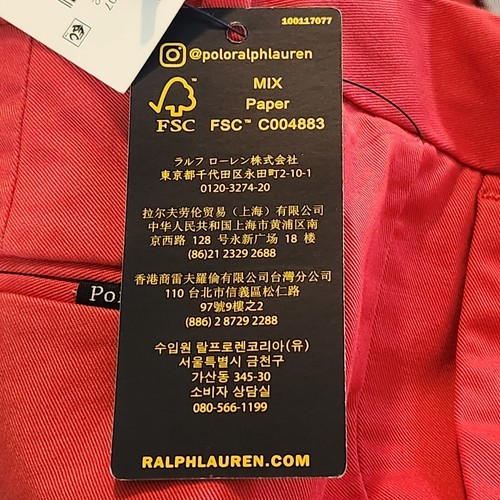 100117077
@poloralphlauren
MIX
Paper
FSC™ C004883
FSC
ラルフ ローレン株式会社
東京都千代田区永田町2-10-1
0120-3274-20
拉尔夫劳伦贸易（上海）有限公司
中华人民共和国上海市黄浦区南
京西路 128 号永新广场 18 楼
(86)21 2329 2688
香港商雷夫羅倫有限公司台灣分公司
110 台北市信義區松仁路
97號9樓之2
(886) 2 8729 2288
수입원 랄프로렌코리아(유)
서울특별시 금천구
가산동 345-30
소비자 상담실
080-566-1199
RALPHLAUREN.COM